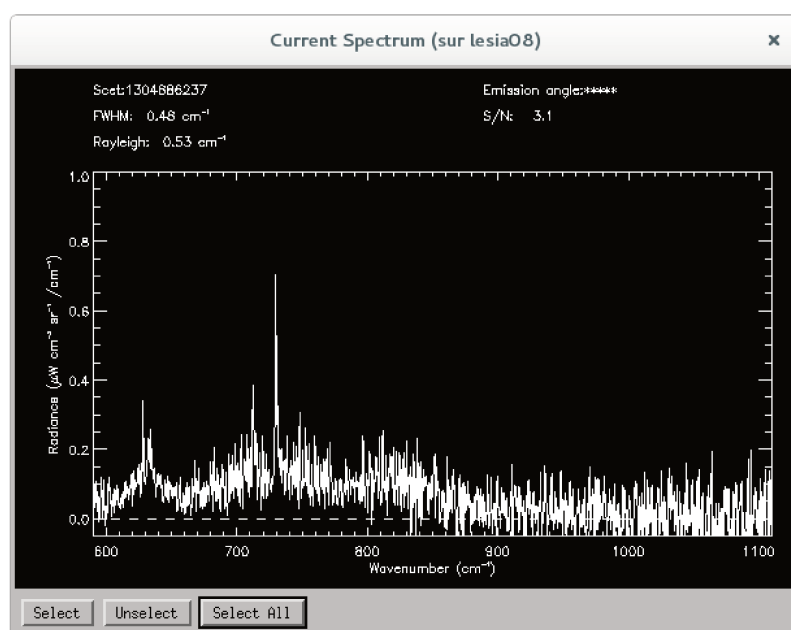 Current Spectrum (sur lesia08)
×
Scet:1304686237 Emission angle:*****
FWHM: 0.48 cm⁻¹ S/N: 3.1
Rayleigh: 0.53 cm⁻¹
1.0
0.8
0.6
0.4
0.2
0.0
Radiance (µW cm⁻² sr⁻¹ /cm⁻¹)
600 700 800 900 1000 1100
Wavenumber (cm⁻¹)
Select Unselect Select All